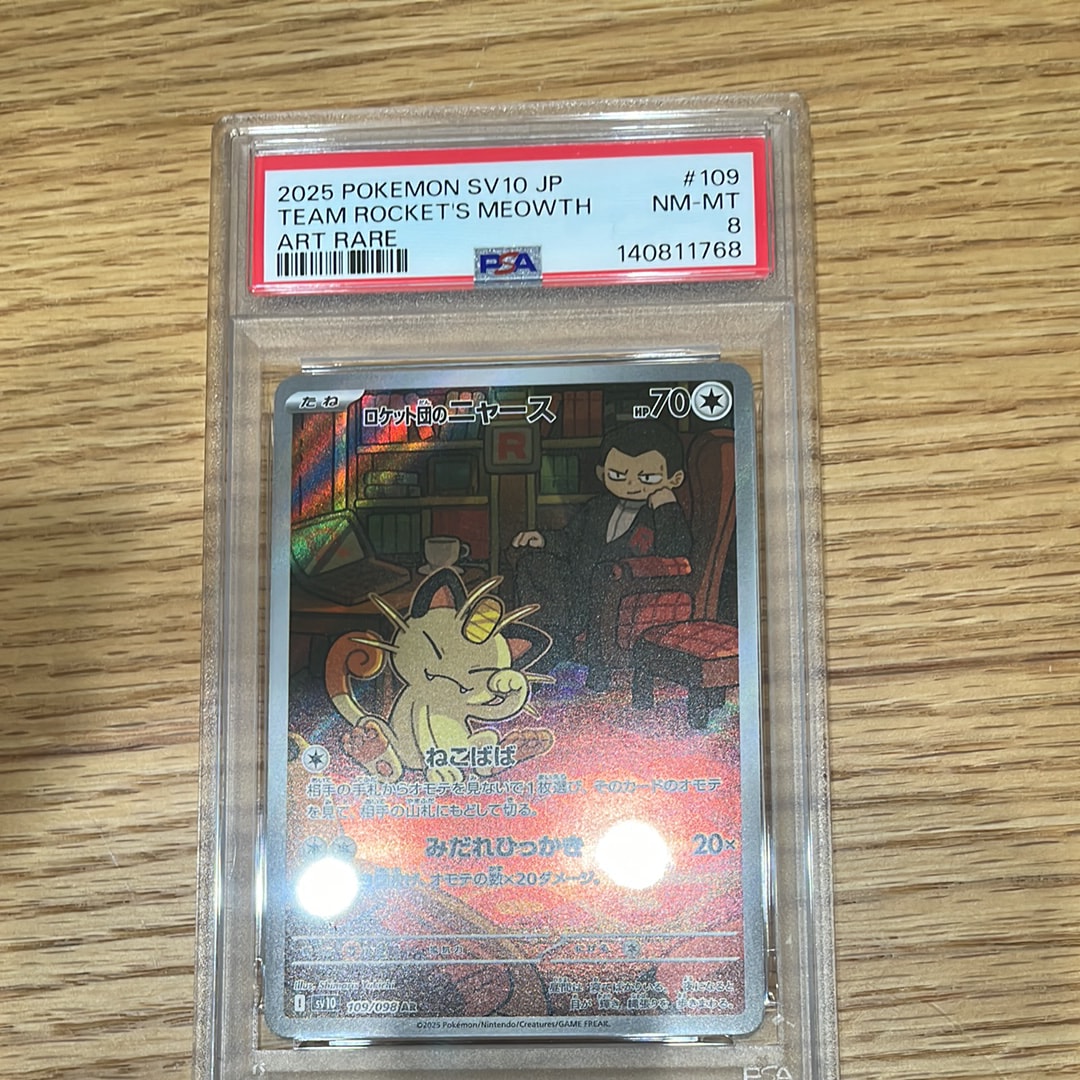 2025 POKEMON SV10 JP #109
TEAM ROCKET'S MEOWTH NM-MT
ART RARE 8
PSA 140811768
たね ロケット団のニャース HP70
R
ねこばば
相手の手札からオモテを見ないで1枚選び、そのカードのオモテ
を見て、相手の山札にもどして切る。
みだれひっかき 20×
オモテの数×20ダメージ。
Illus.
I SV10 109/098 AR
©2025 Pokémon/Nintendo/Creatures/GAME FREAK.
PSA